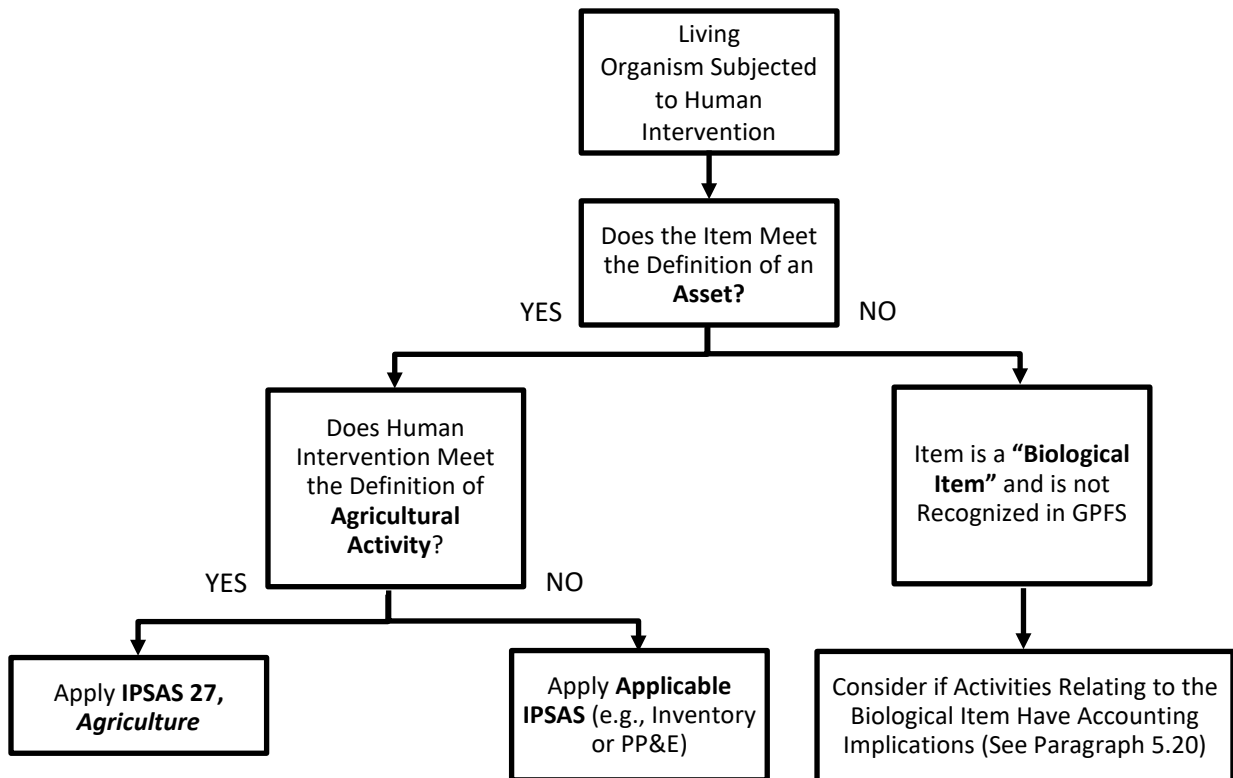 Living
Organism Subjected
to Human
Intervention
Does the Item Meet
the Definition of an
Asset?
YES
NO
Does Human
Intervention Meet
the Definition of
Agricultural
Activity?
Item is a “Biological
Item” and is not
Recognized in GPFS
YES
NO
Apply IPSAS 27,
Agriculture
Apply Applicable
IPSAS (e.g., Inventory
or PP&E)
Consider if Activities Relating to the
Biological Item Have Accounting
Implications (See Paragraph 5.20)